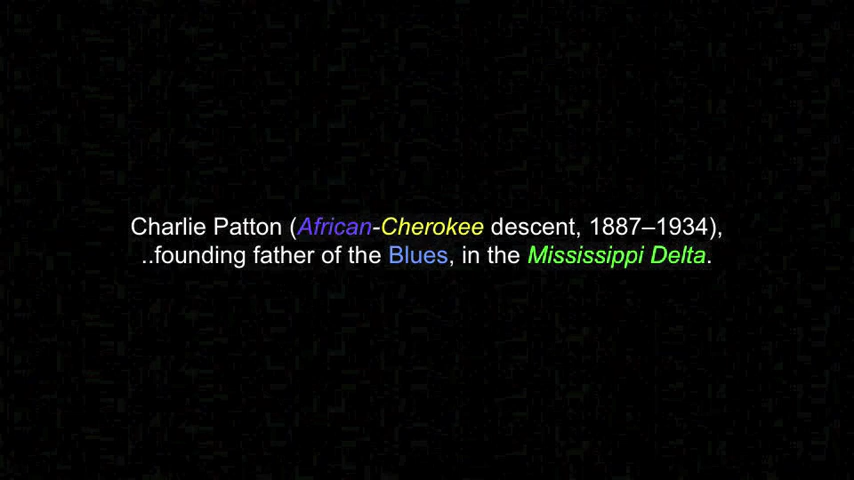 Charlie Patton (African-Cherokee descent, 1887–1934),
..founding father of the Blues, in the Mississippi Delta.